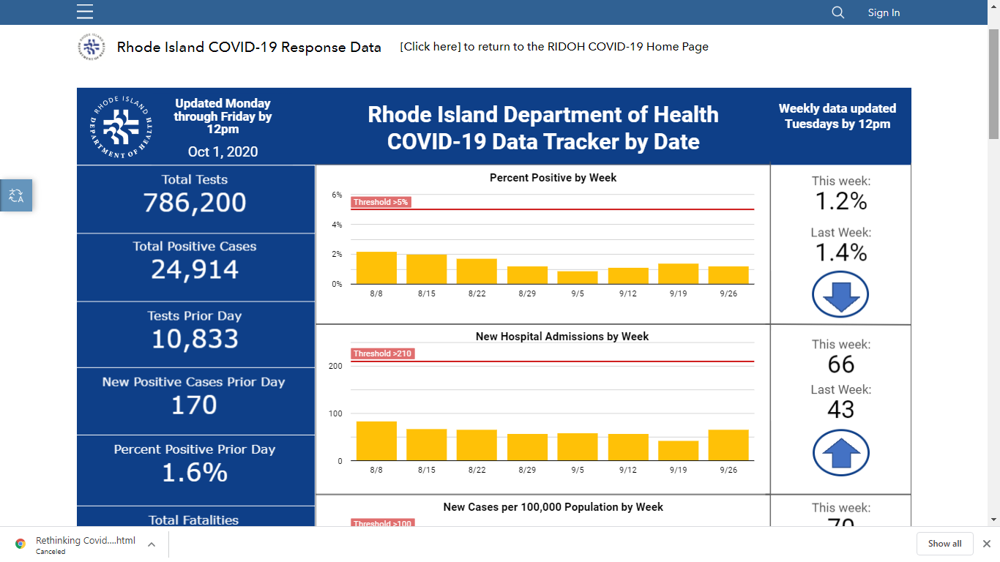 Sign In
Rhode Island COVID-19 Response Data
[Click here] to return to the RIDOH COVID-19 Home Page
RHODE ISLAND
DEPARTMENT OF HEALTH
Updated Monday
through Friday by
12pm
Oct 1, 2020
Rhode Island Department of Health
COVID-19 Data Tracker by Date
Weekly data updated
Tuesdays by 12pm
Total Tests
786,200
Total Positive Cases
24,914
Tests Prior Day
10,833
New Positive Cases Prior Day
170
Percent Positive Prior Day
1.6%
Total Fatalities
Percent Positive by Week
6%
Threshold >5%
4%
2%
0%
8/8 8/15 8/22 8/29 9/5 9/12 9/19 9/26
This week:
1.2%
Last Week:
1.4%
New Hospital Admissions by Week
Threshold >210
200
100
0
8/8 8/15 8/22 8/29 9/5 9/12 9/19 9/26
This week:
66
Last Week:
43
New Cases per 100,000 Population by Week
Threshold >100
This week:
Rethinking Covid....html
Canceled
Show all